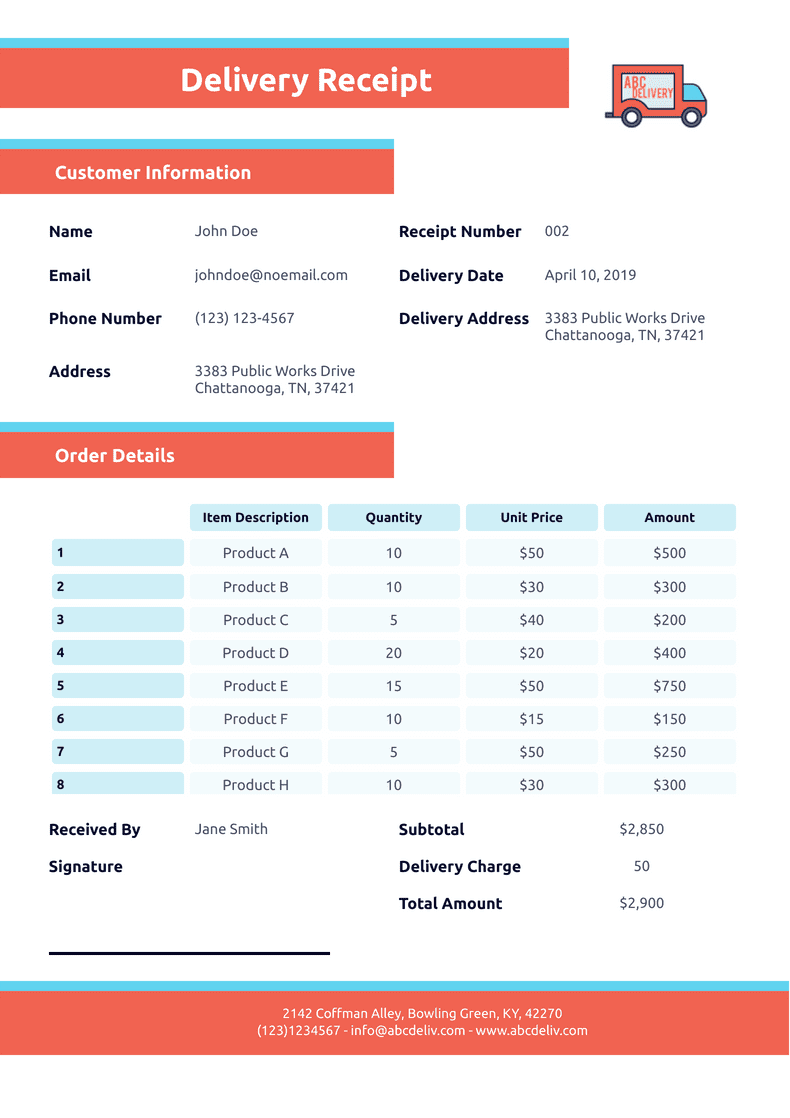 Delivery Receipt
ABC
DELIVERY
Customer Information
Name John Doe
Receipt Number 002
Email johndoe@noemail.com
Delivery Date April 10, 2019
Phone Number (123) 123-4567
Delivery Address 3383 Public Works Drive
Chattanooga, TN, 37421
Address 3383 Public Works Drive
Chattanooga, TN, 37421
Order Details
Item Description Quantity Unit Price Amount
1 Product A 10 $50 $500
2 Product B 10 $30 $300
3 Product C 5 $40 $200
4 Product D 20 $20 $400
5 Product E 15 $50 $750
6 Product F 10 $15 $150
7 Product G 5 $50 $250
8 Product H 10 $30 $300
Received By Jane Smith
Signature
Subtotal $2,850
Delivery Charge 50
Total Amount $2,900
2142 Coffman Alley, Bowling Green, KY, 42270
(123)1234567 - info@abcdeliv.com - www.abcdeliv.com